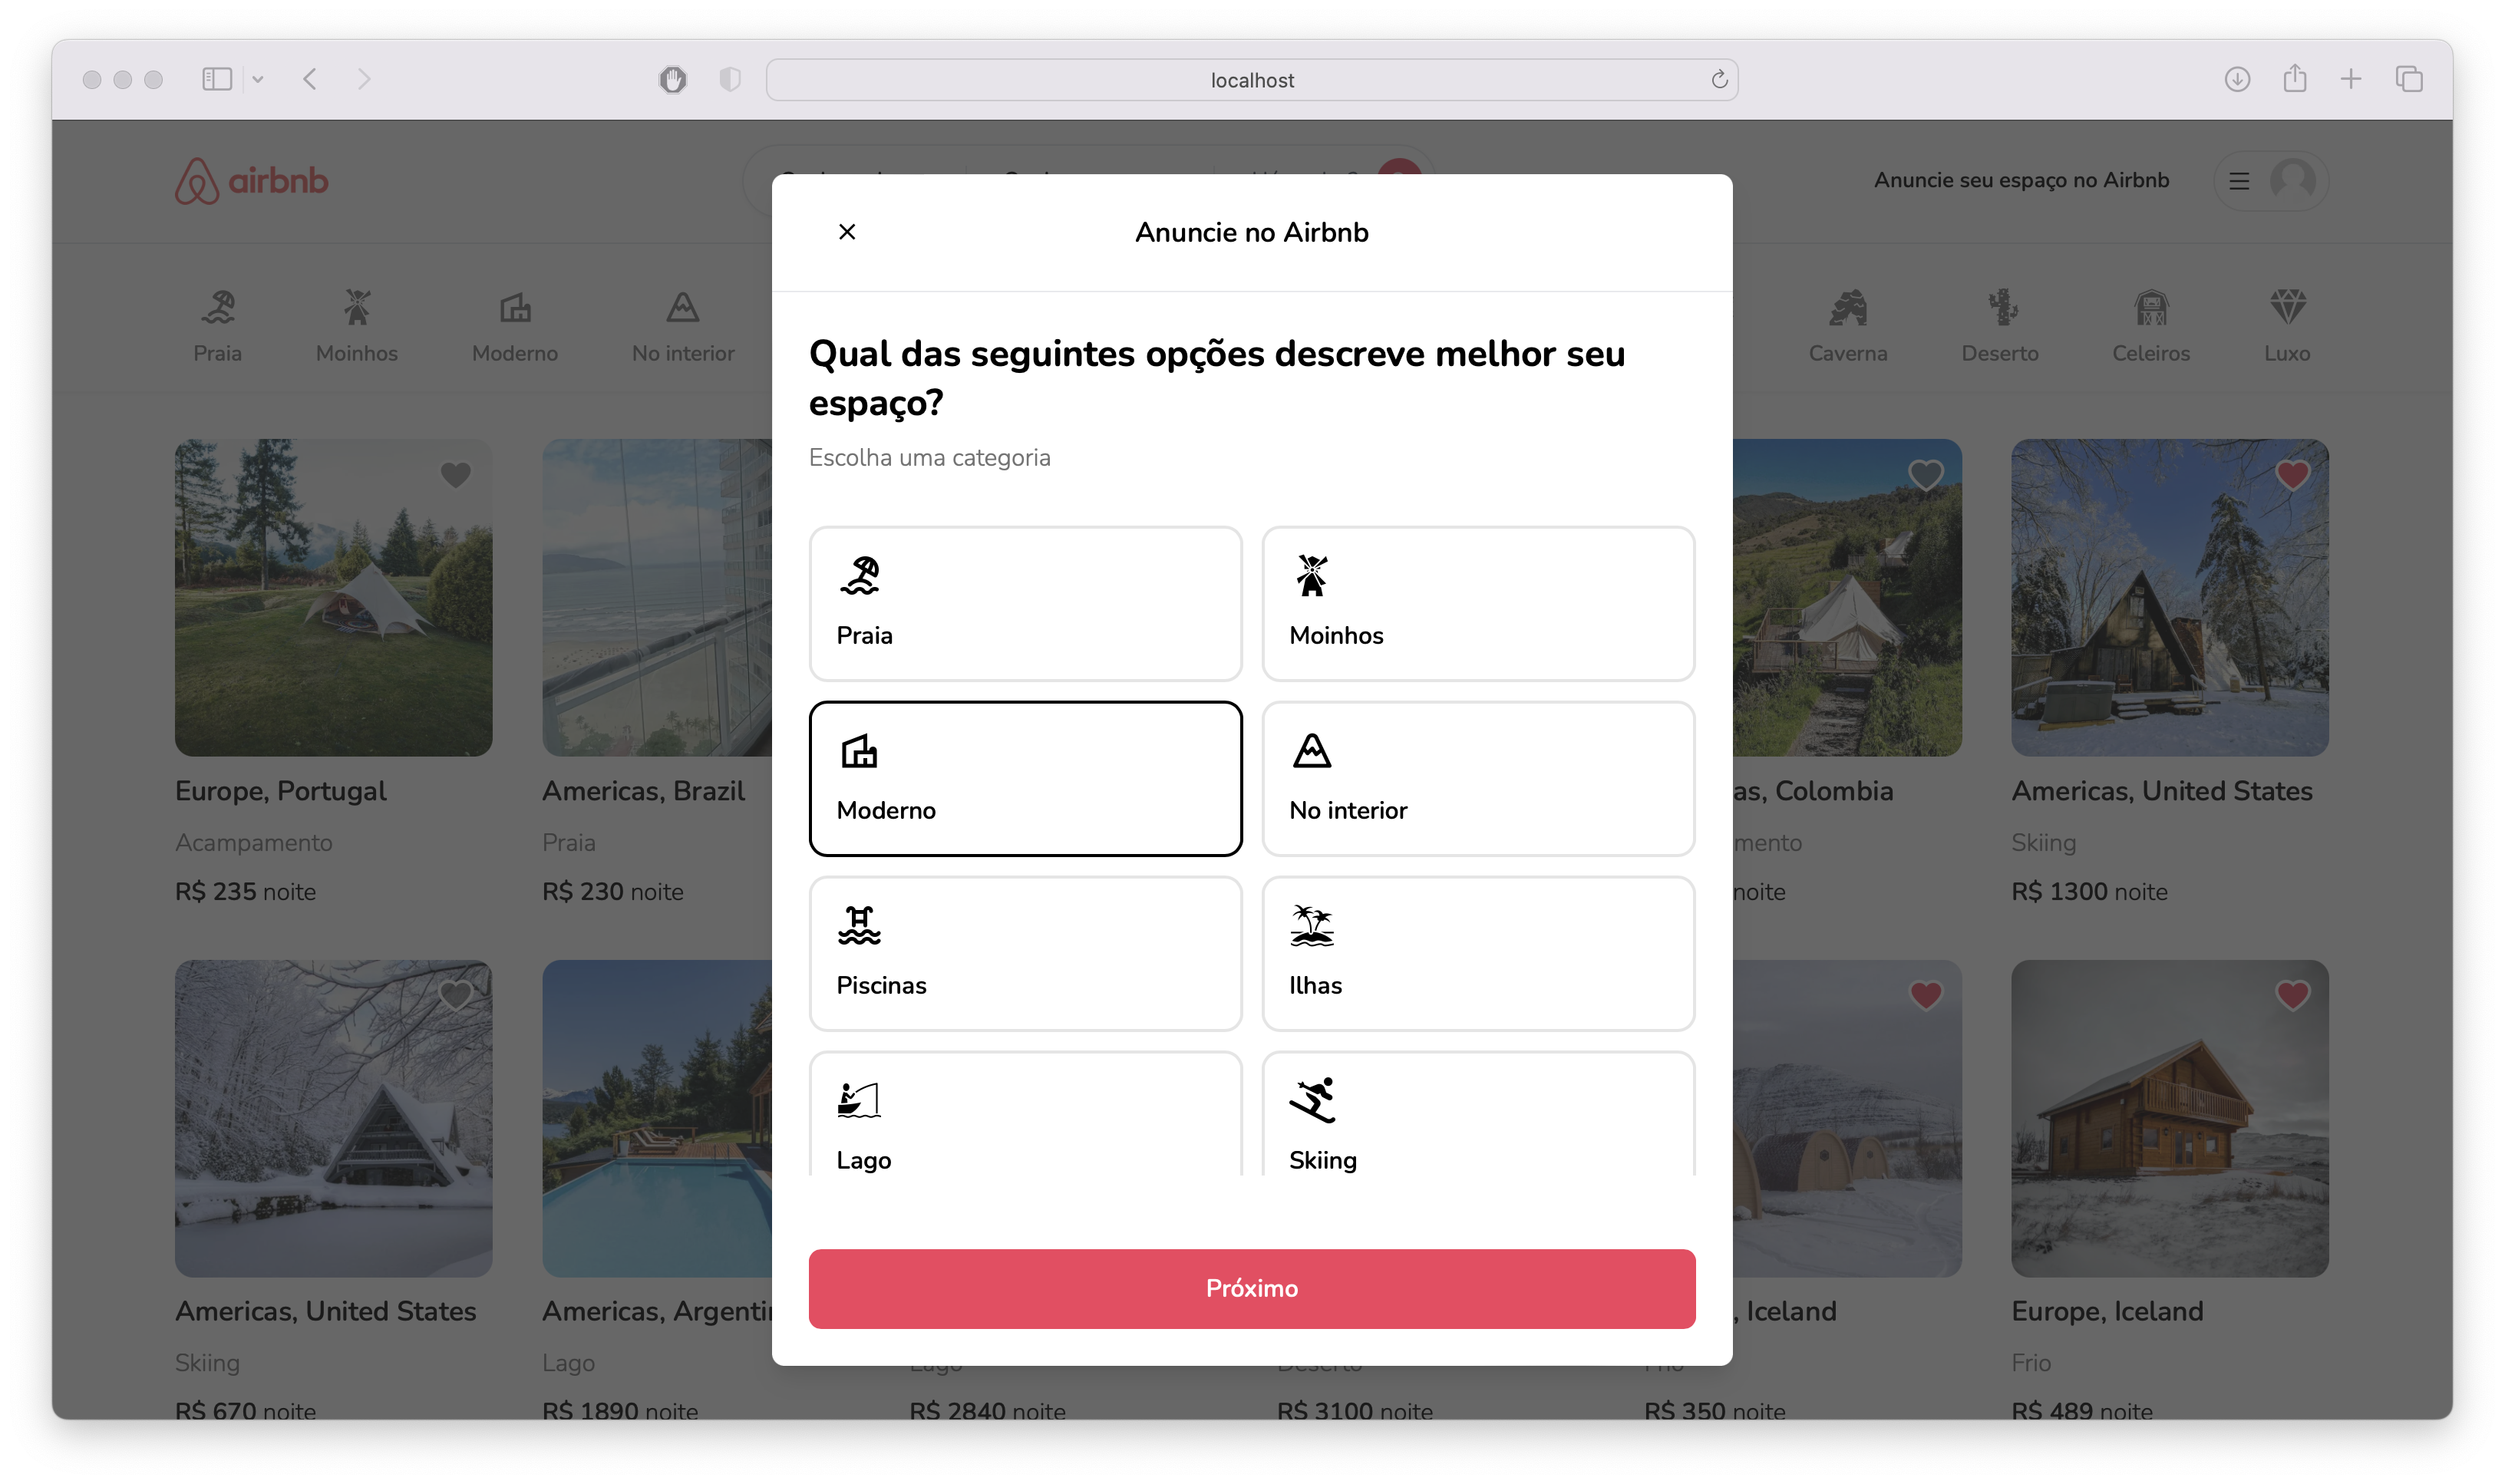 localhost
airbnb
Anuncie seu espaço no Airbnb
Praia
Moinhos
Moderno
No interior
Caverna
Deserto
Celeiros
Luxo
Anuncie no Airbnb
Qual das seguintes opções descreve melhor seu
espaço?
Escolha uma categoria
Praia
Moinhos
Moderno
No interior
Piscinas
Ilhas
Lago
Skiing
Próximo
Europe, Portugal
Acampamento
R$ 235 noite
Americas, Brazil
Praia
R$ 230 noite
Colombia
noite
Americas, United States
Skiing
R$ 1300 noite
Americas, United States
Skiing
R$ 670 noite
Americas,
Lago
R$ 1890 noite
Lago
R$ 2840 noite
Deserto
R$ 3100 noite
Iceland
Frio
R$ 350 noite
Europe, Iceland
Frio
R$ 489 noite